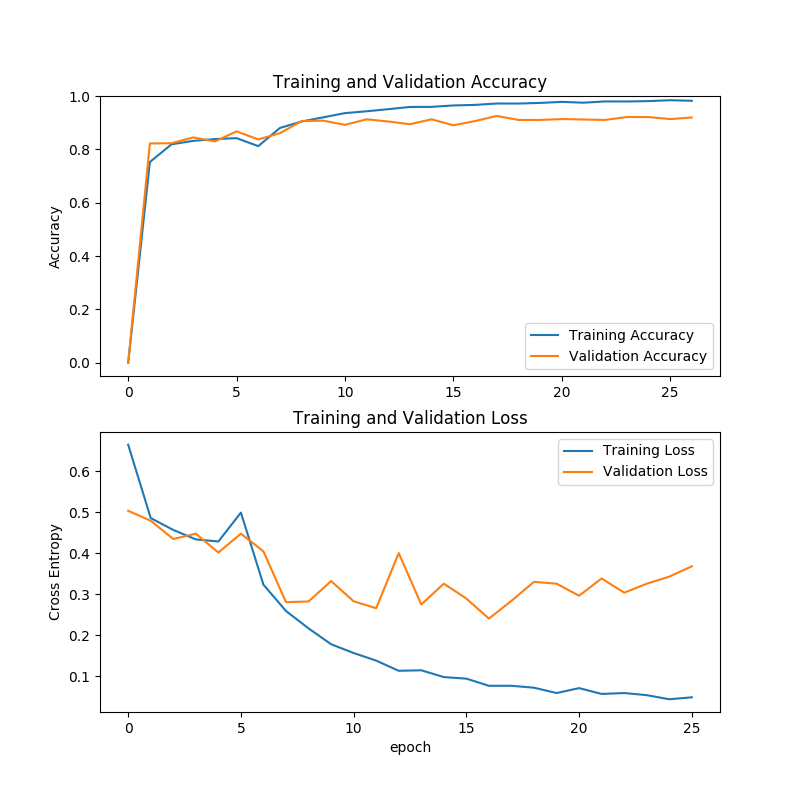 Training and Validation Accuracy
1.0
0.8
0.6
0.4
0.2
0.0
Accuracy
Training Accuracy
Validation Accuracy
0 5 10 15 20 25
Training and Validation Loss
0.6
0.5
0.4
0.3
0.2
0.1
Cross Entropy
Training Loss
Validation Loss
0 5 10 15 20 25
epoch